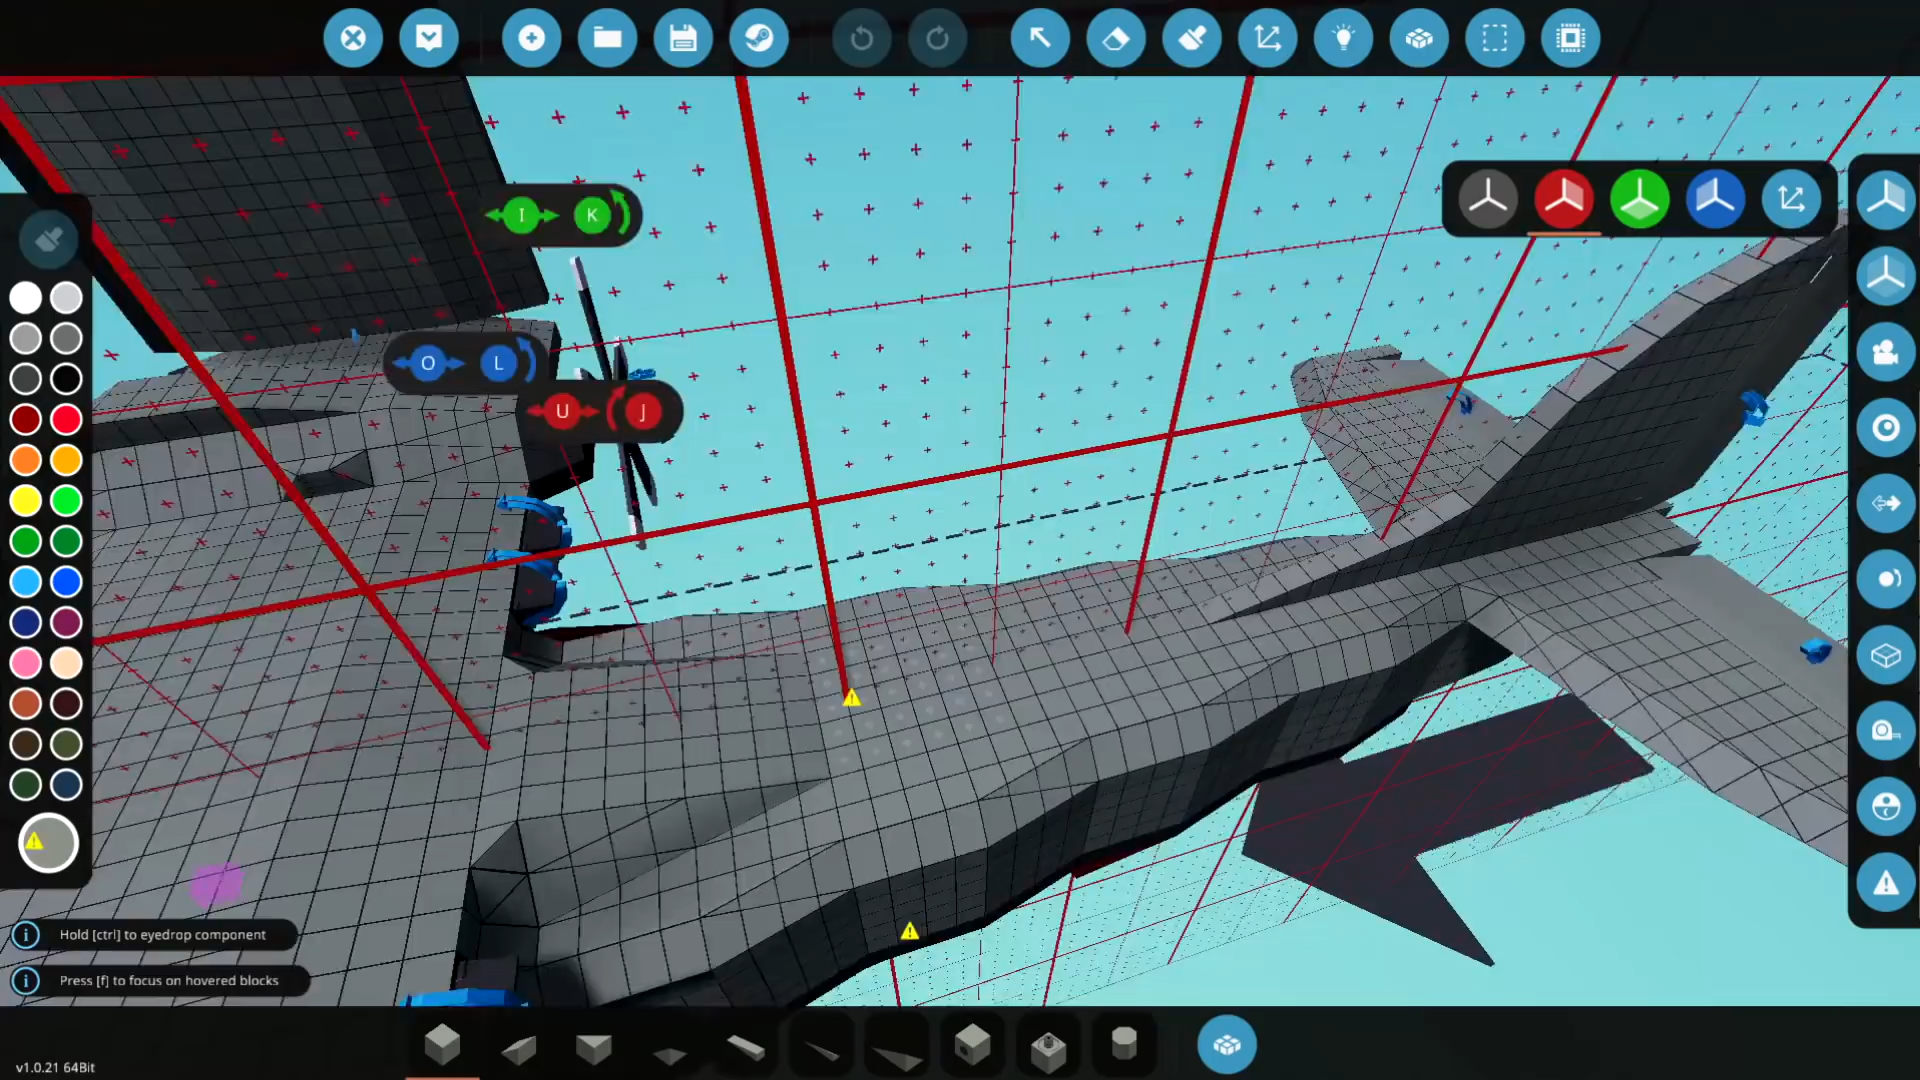 I K
O L
U J
Hold [ctrl] to eyedrop component
Press [f] to focus on hovered blocks
v1.0.21 64Bit